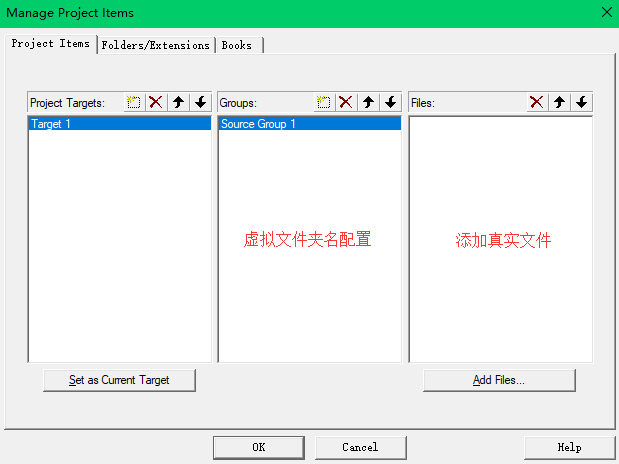 Manage Project Items
Project Items Folders/Extensions Books
Project Targets: Groups: Files:
Target 1 Source Group 1
虚拟文件夹名配置 添加真实文件
Set as Current Target Add Files...
OK Cancel Help